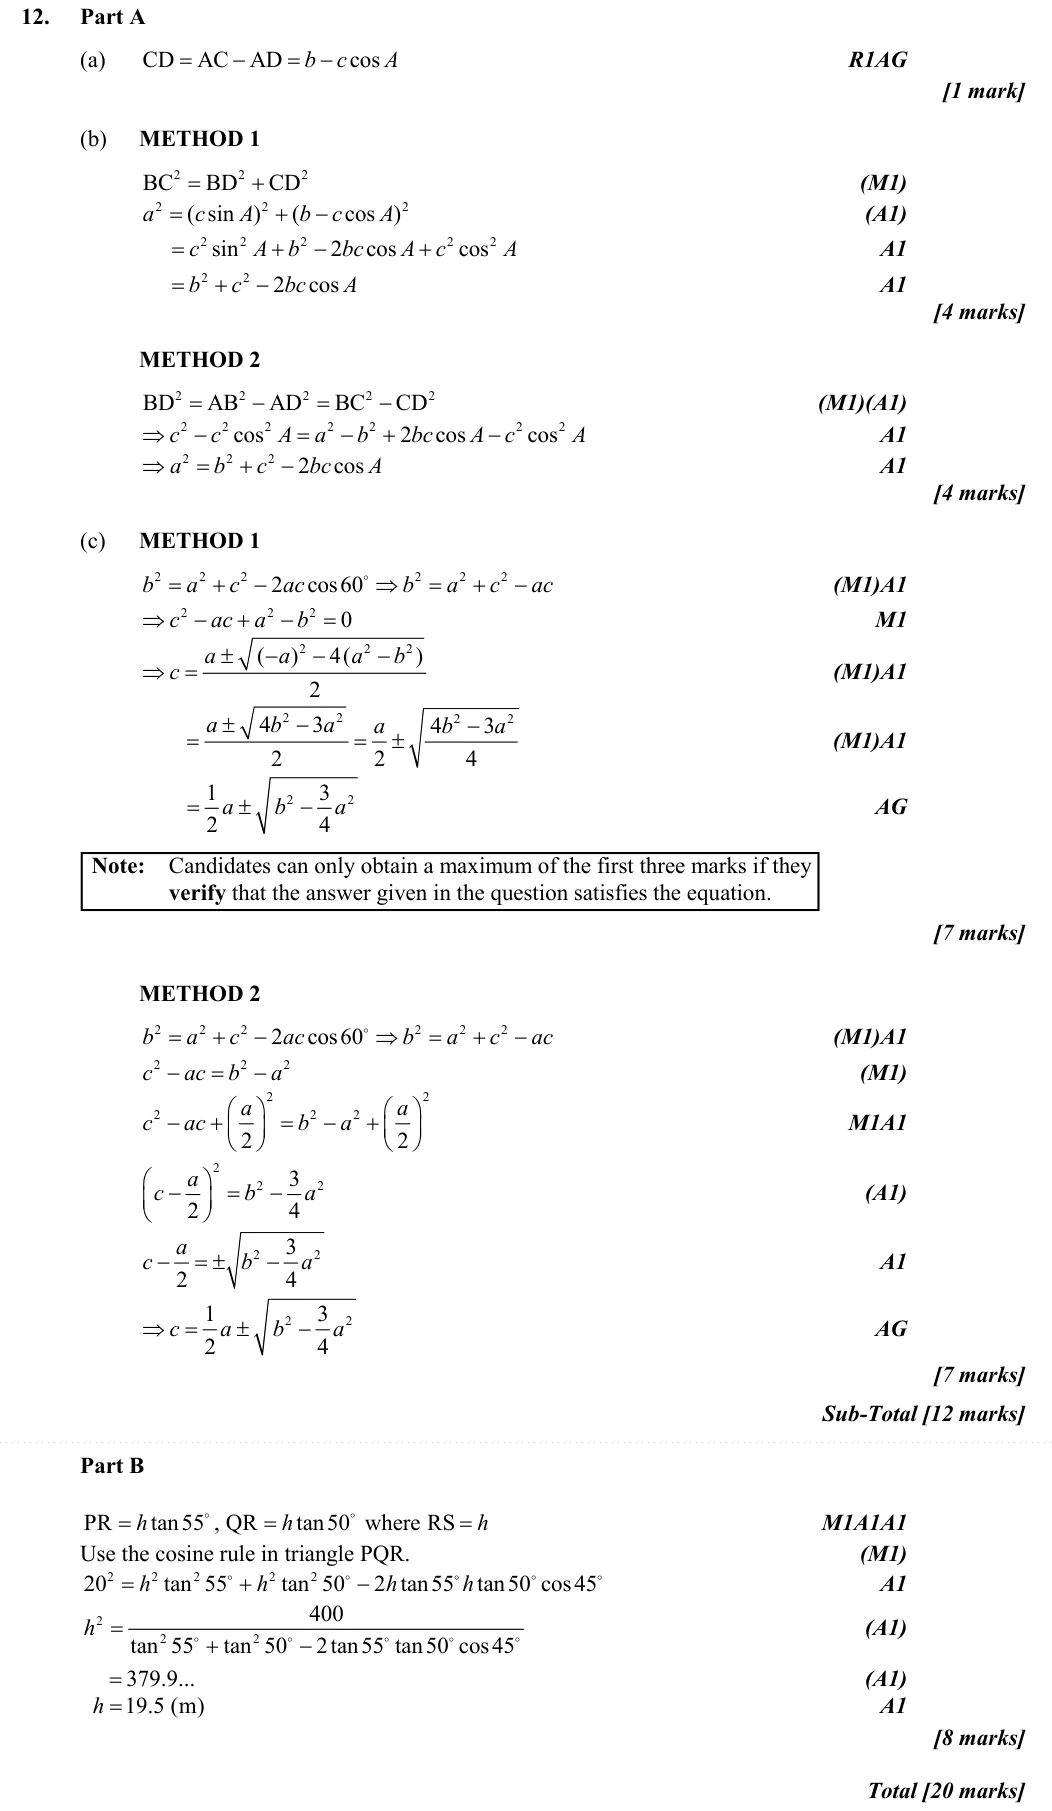 12. Part A
(a) CD = AC − AD = b − c cos A R1AG
[1 mark]
(b) METHOD 1
BC² = BD² + CD² (M1)
a² = (c sin A)² + (b − c cos A)² (A1)
= c² sin² A + b² − 2bc cos A + c² cos² A A1
= b² + c² − 2bc cos A A1
[4 marks]
METHOD 2
BD² = AB² − AD² = BC² − CD² (M1)(A1)
⇒ c² − c² cos² A = a² − b² + 2bc cos A − c² cos² A A1
⇒ a² = b² + c² − 2bc cos A A1
[4 marks]
(c) METHOD 1
b² = a² + c² − 2ac cos 60° ⇒ b² = a² + c² − ac (M1)A1
⇒ c² − ac + a² − b² = 0 M1
⇒ c = (a ± √((−a)² − 4(a² − b²)))/2 (M1)A1
= (a ± √(4b² − 3a²))/2 = a/2 ± √((4b² − 3a²)/4) (M1)A1
= 1/2 a ± √(b² − 3/4 a²) AG
Note: Candidates can only obtain a maximum of the first three marks if they
verify that the answer given in the question satisfies the equation.
[7 marks]
METHOD 2
b² = a² + c² − 2ac cos 60° ⇒ b² = a² + c² − ac (M1)A1
c² − ac = b² − a² (M1)
c² − ac + (a/2)² = b² − a² + (a/2)² M1A1
(c − a/2)² = b² − 3/4 a² (A1)
c − a/2 = ±√(b² − 3/4 a²) A1
⇒ c = 1/2 a ± √(b² − 3/4 a²) AG
[7 marks]
Sub-Total [12 marks]
Part B
PR = h tan 55°, QR = h tan 50° where RS = h M1A1A1
Use the cosine rule in triangle PQR. (M1)
20² = h² tan² 55° + h² tan² 50° − 2h tan 55° h tan 50° cos 45° A1
h² = 400/(tan² 55° + tan² 50° − 2 tan 55° tan 50° cos 45°) (A1)
= 379.9... (A1)
h = 19.5 (m) A1
[8 marks]
Total [20 marks]